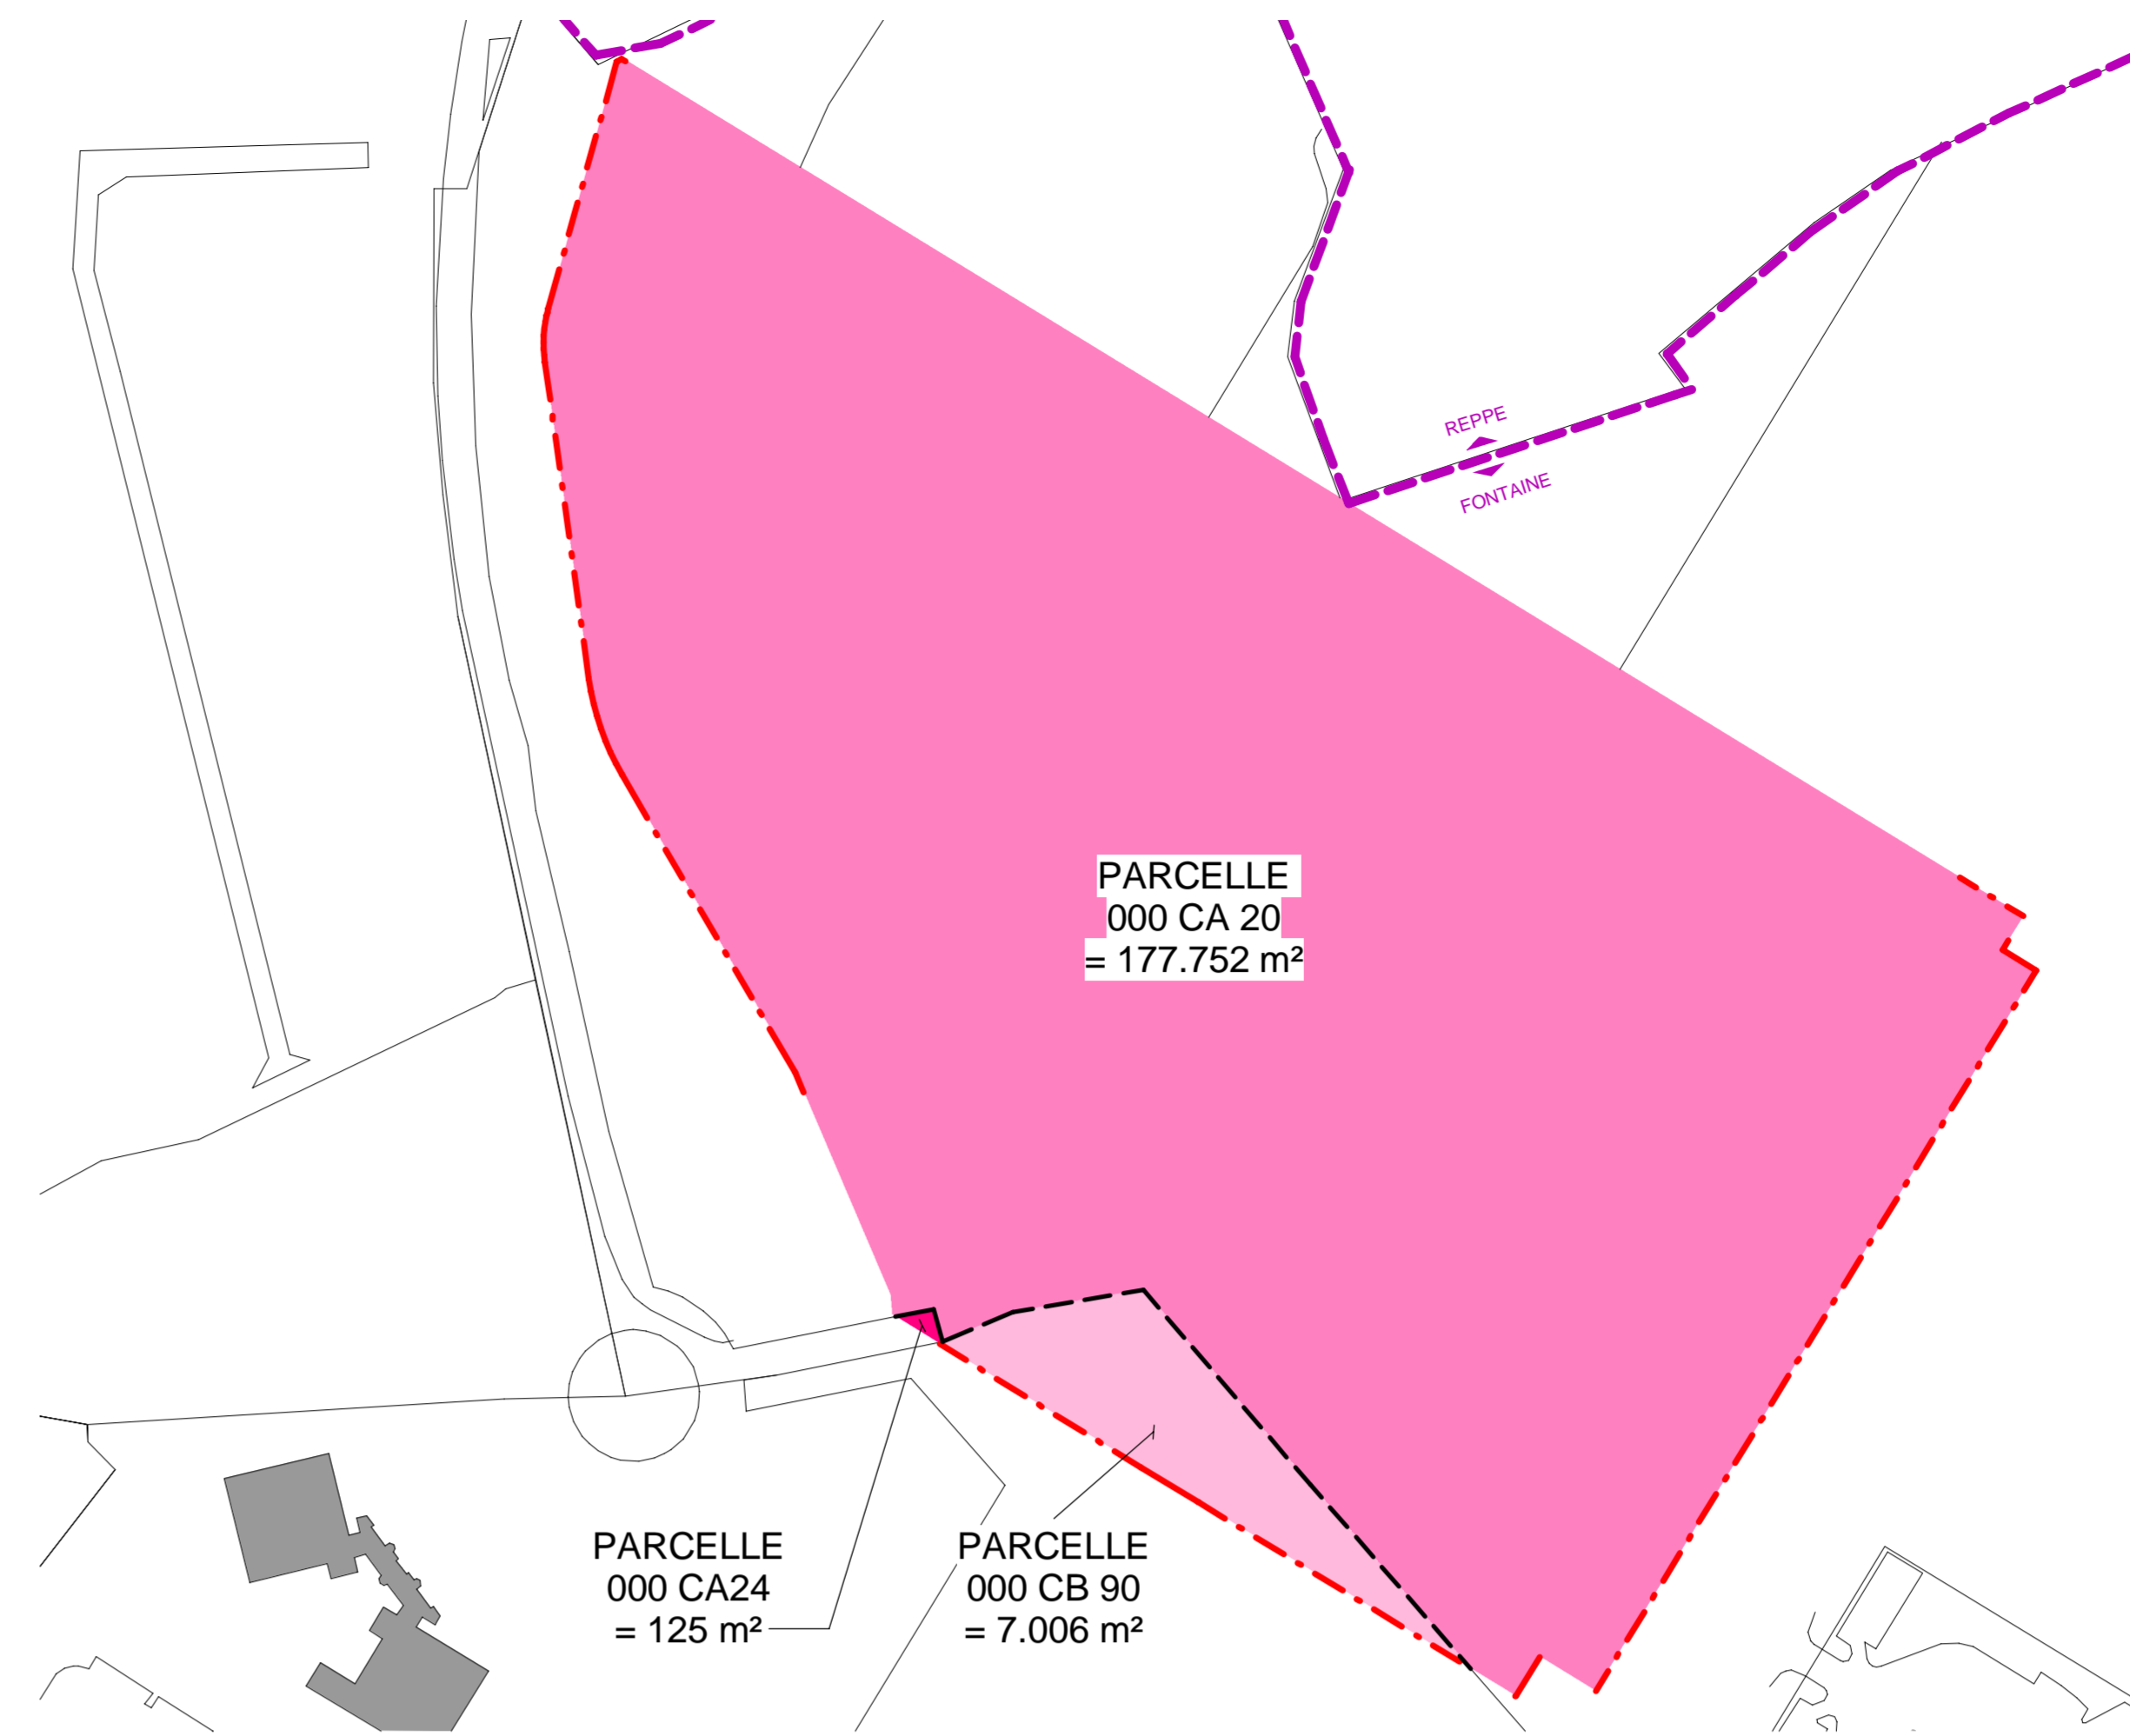 REPPE
FONTAINE
PARCELLE
000 CA 20
= 177.752 m²
PARCELLE
000 CA24
= 125 m²
PARCELLE
000 CB 90
= 7.006 m²